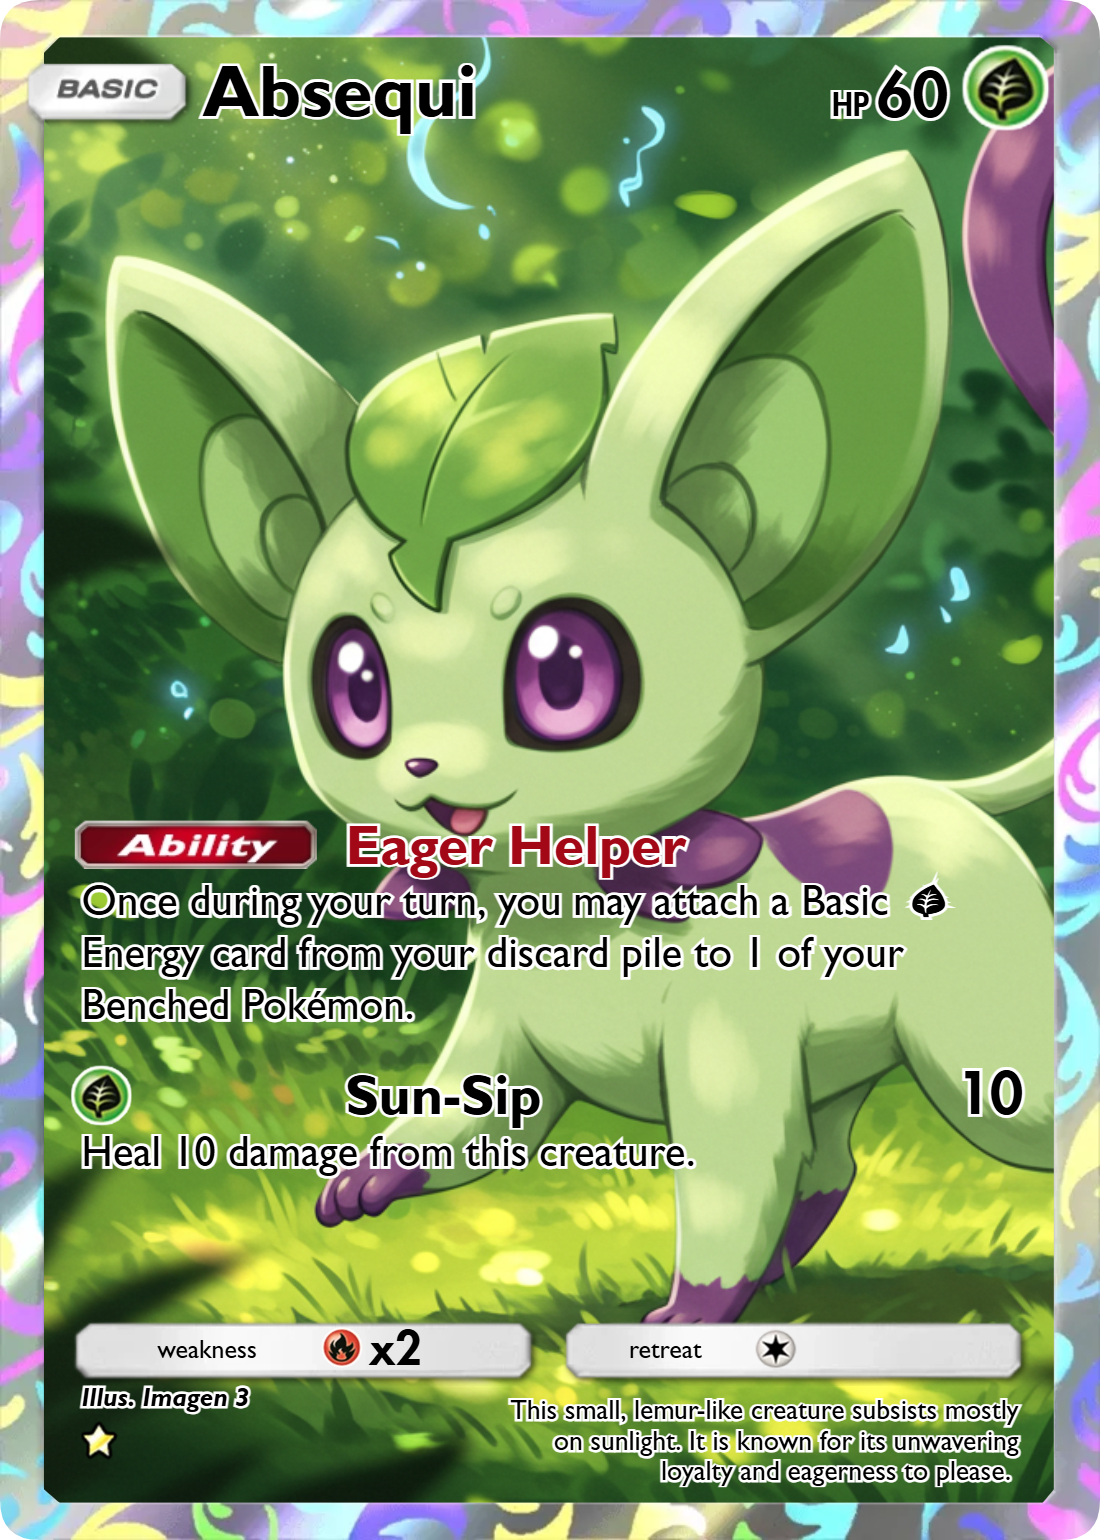 BASIC
Absequi
HP 60
Ability
Eager Helper
Once during your turn, you may attach a Basic
Energy card from your discard pile to 1 of your
Benched Pokémon.
Sun-Sip
10
Heal 10 damage from this creature.
weakness
x2
retreat
Illus. Imagen 3
This small, lemur-like creature subsists mostly
on sunlight. It is known for its unwavering
loyalty and eagerness to please.